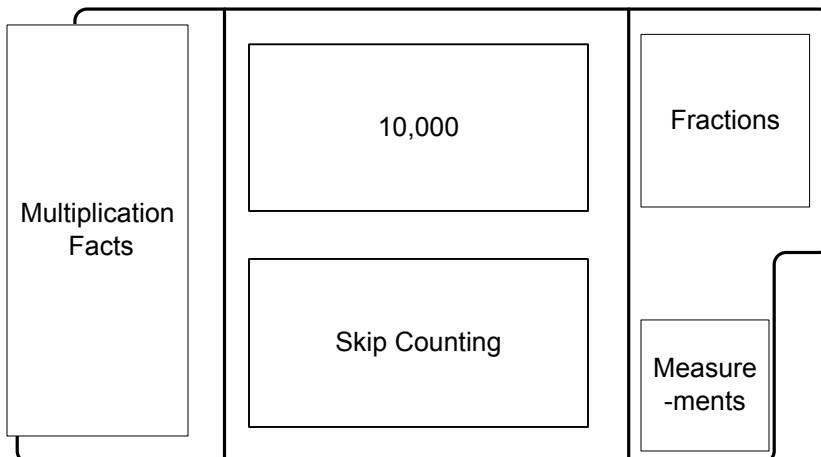 Multiplication
Facts
10,000
Skip Counting
Fractions
Measure
-ments